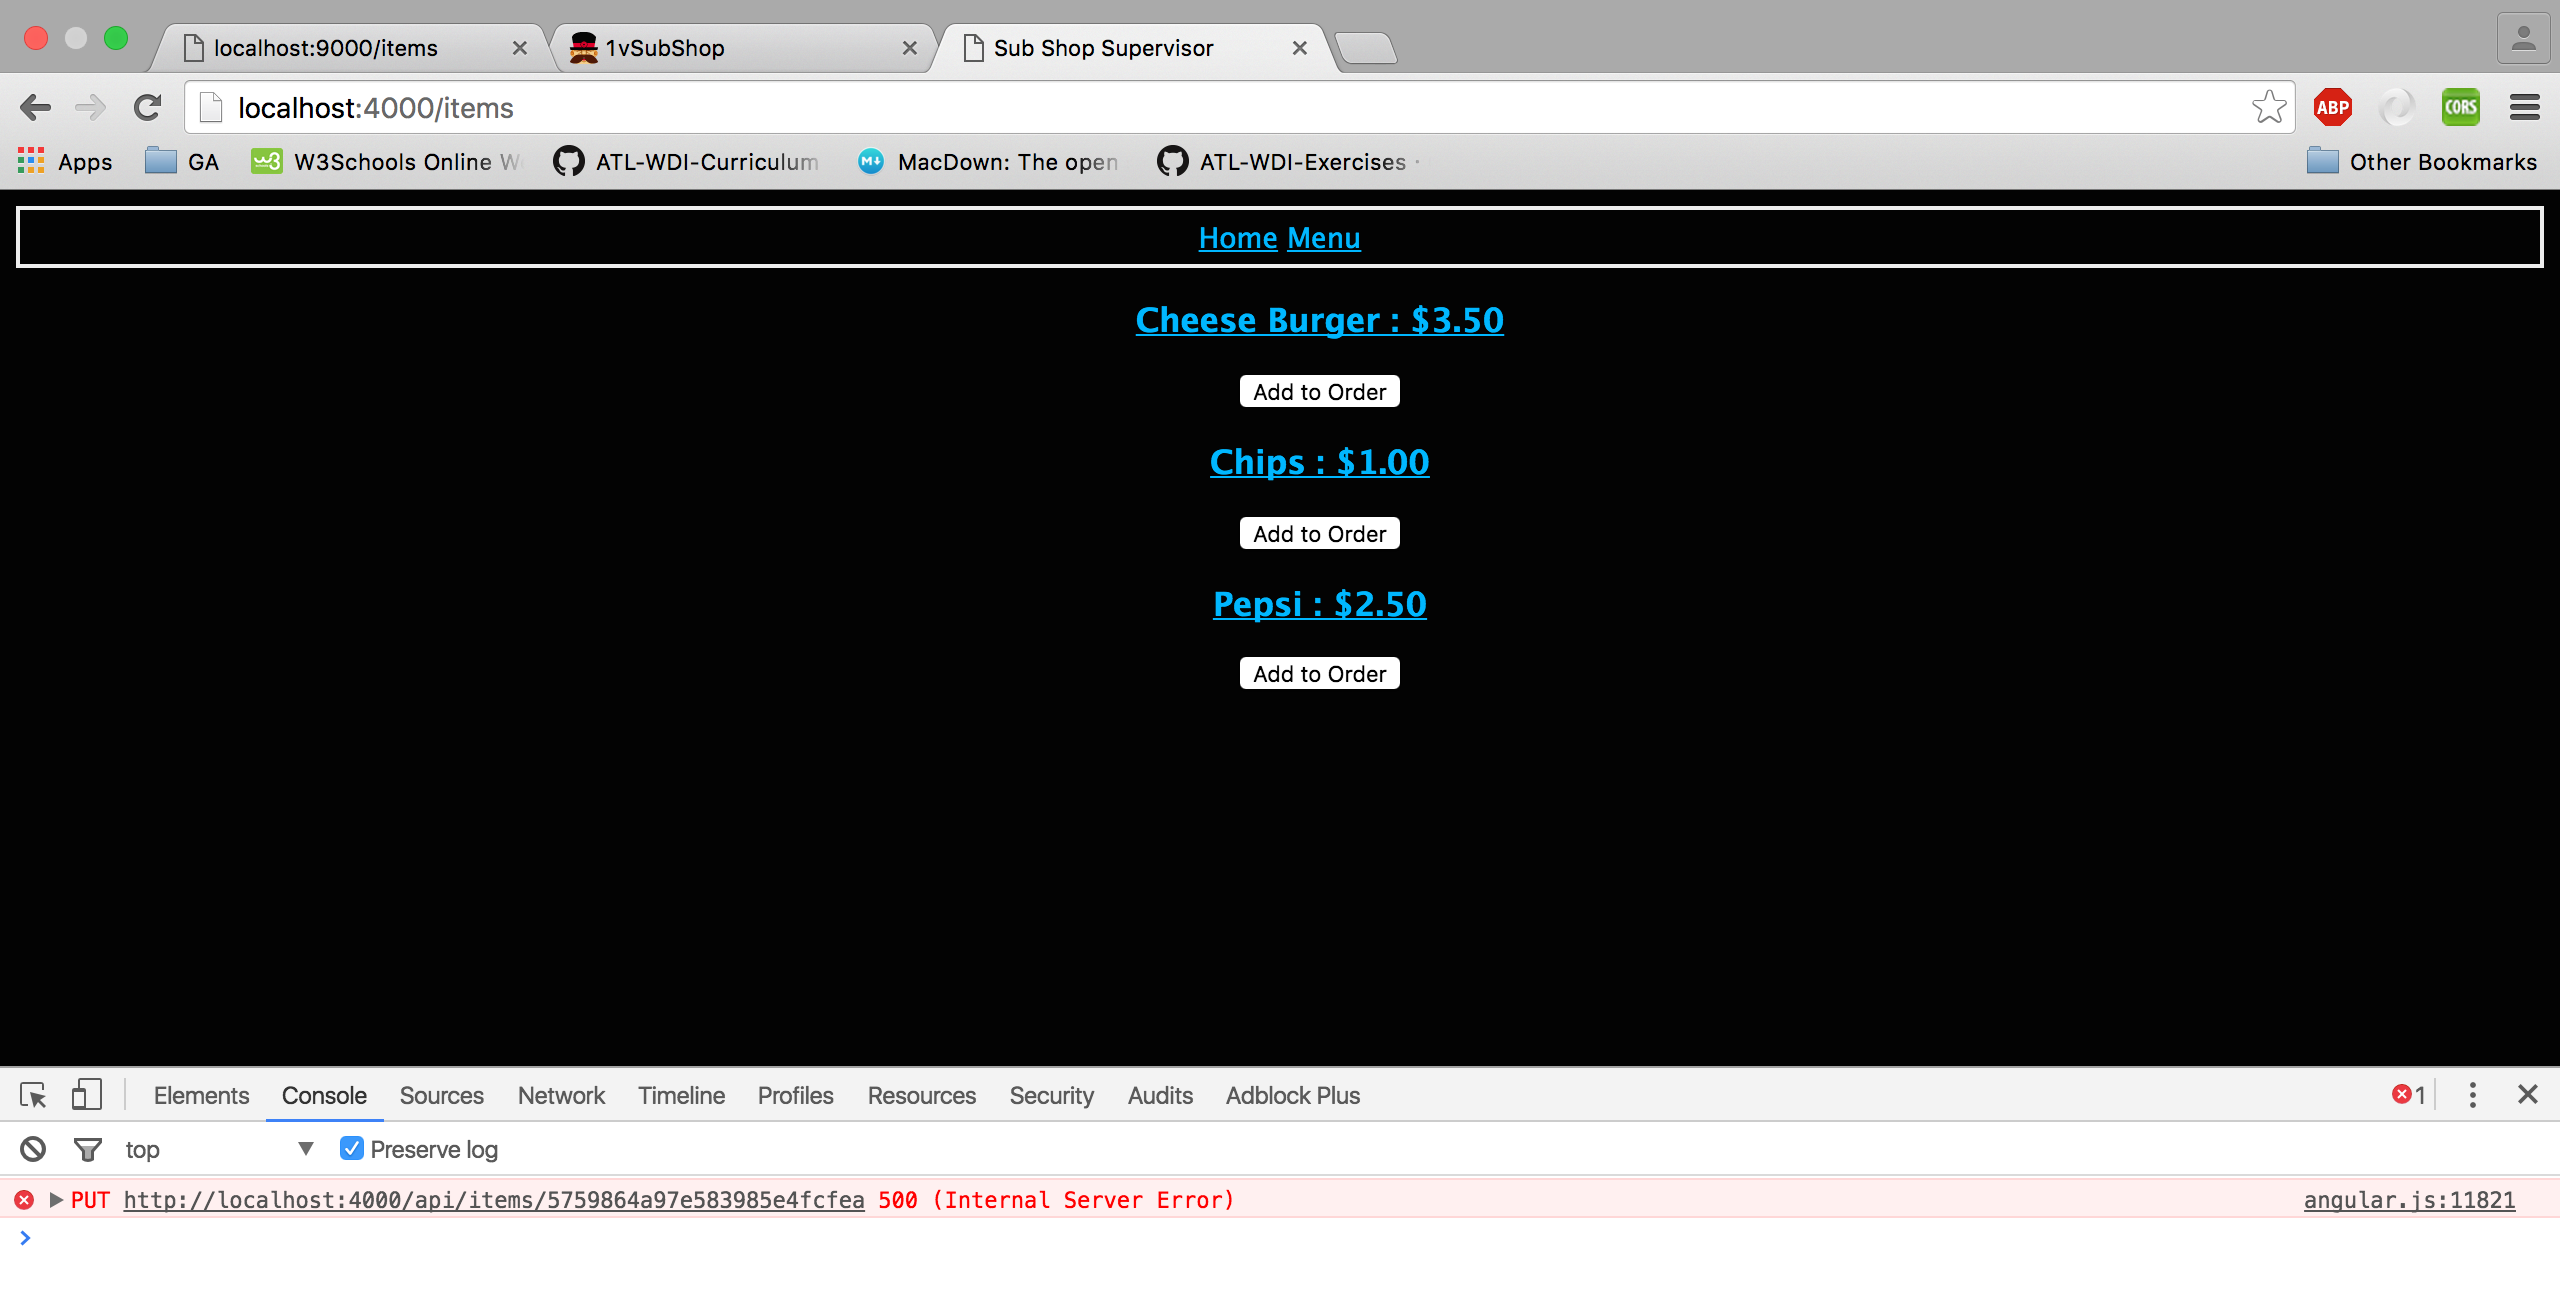 localhost:9000/items
1vSubShop
Sub Shop Supervisor
localhost:4000/items
ABP
CORS
Apps
GA
w3
W3Schools Online W
ATL-WDI-Curriculum
M
MacDown: The open
ATL-WDI-Exercises ·
Other Bookmarks
Home Menu
Cheese Burger : $3.50
Add to Order
Chips : $1.00
Add to Order
Pepsi : $2.50
Add to Order
Elements Console Sources Network Timeline Profiles Resources Security Audits Adblock Plus
1
top
Preserve log
PUT http://localhost:4000/api/items/5759864a97e583985e4fcfea 500 (Internal Server Error)
angular.js:11821